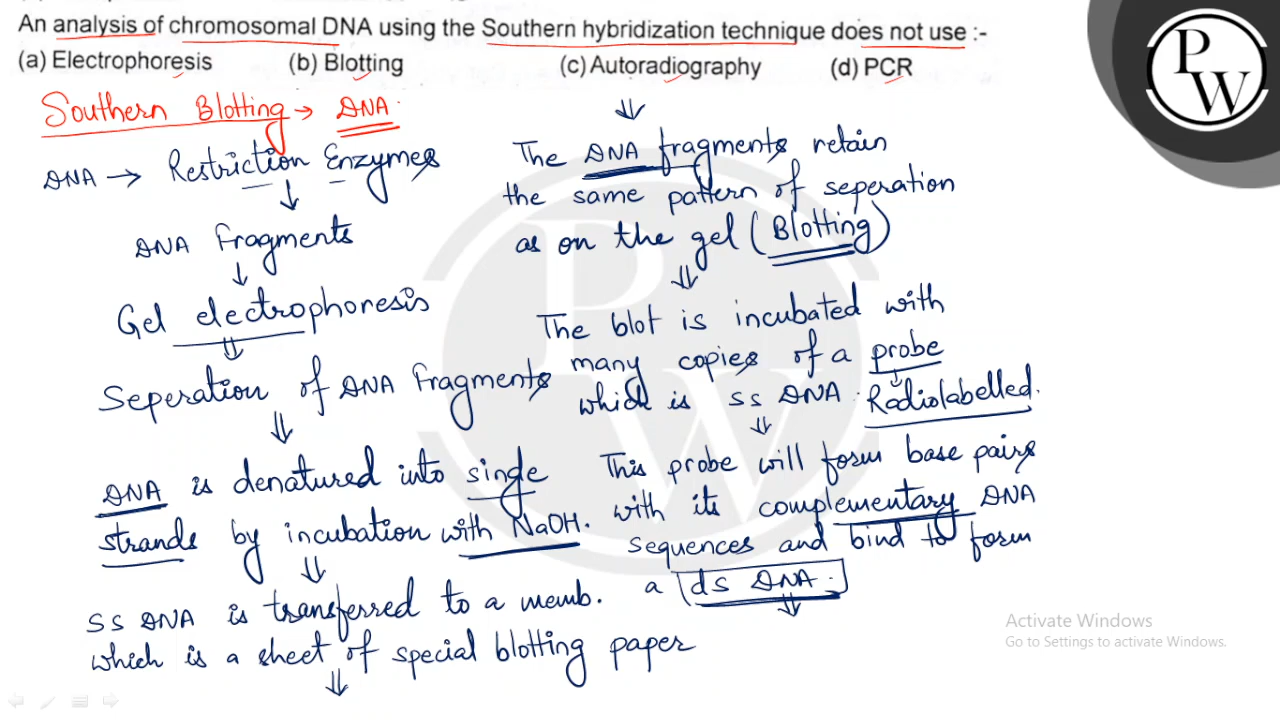 An analysis of chromosomal DNA using the Southern hybridization technique does not use :-
(a) Electrophoresis (b) Blotting (c) Autoradiography (d) PCR
Southern Blotting → DNA.
DNA → Restriction Enzymes
DNA Fragments
Gel electrophoresis
Seperation of DNA Fragments
DNA is denatured into single
strands by incubation with NaOH.
SS DNA is transferred to a memb.
which is a sheet of special blotting paper
The DNA fragments retain
the same pattern of seperation
as on the gel (Blotting)
The blot is incubated with
many copies of a probe
which is ss DNA. Radiolabelled.
This probe will form base pairs
with its complementary DNA
sequences and bind to form
a ds DNA.
P
W
P
W
Activate Windows
Go to Settings to activate Windows.